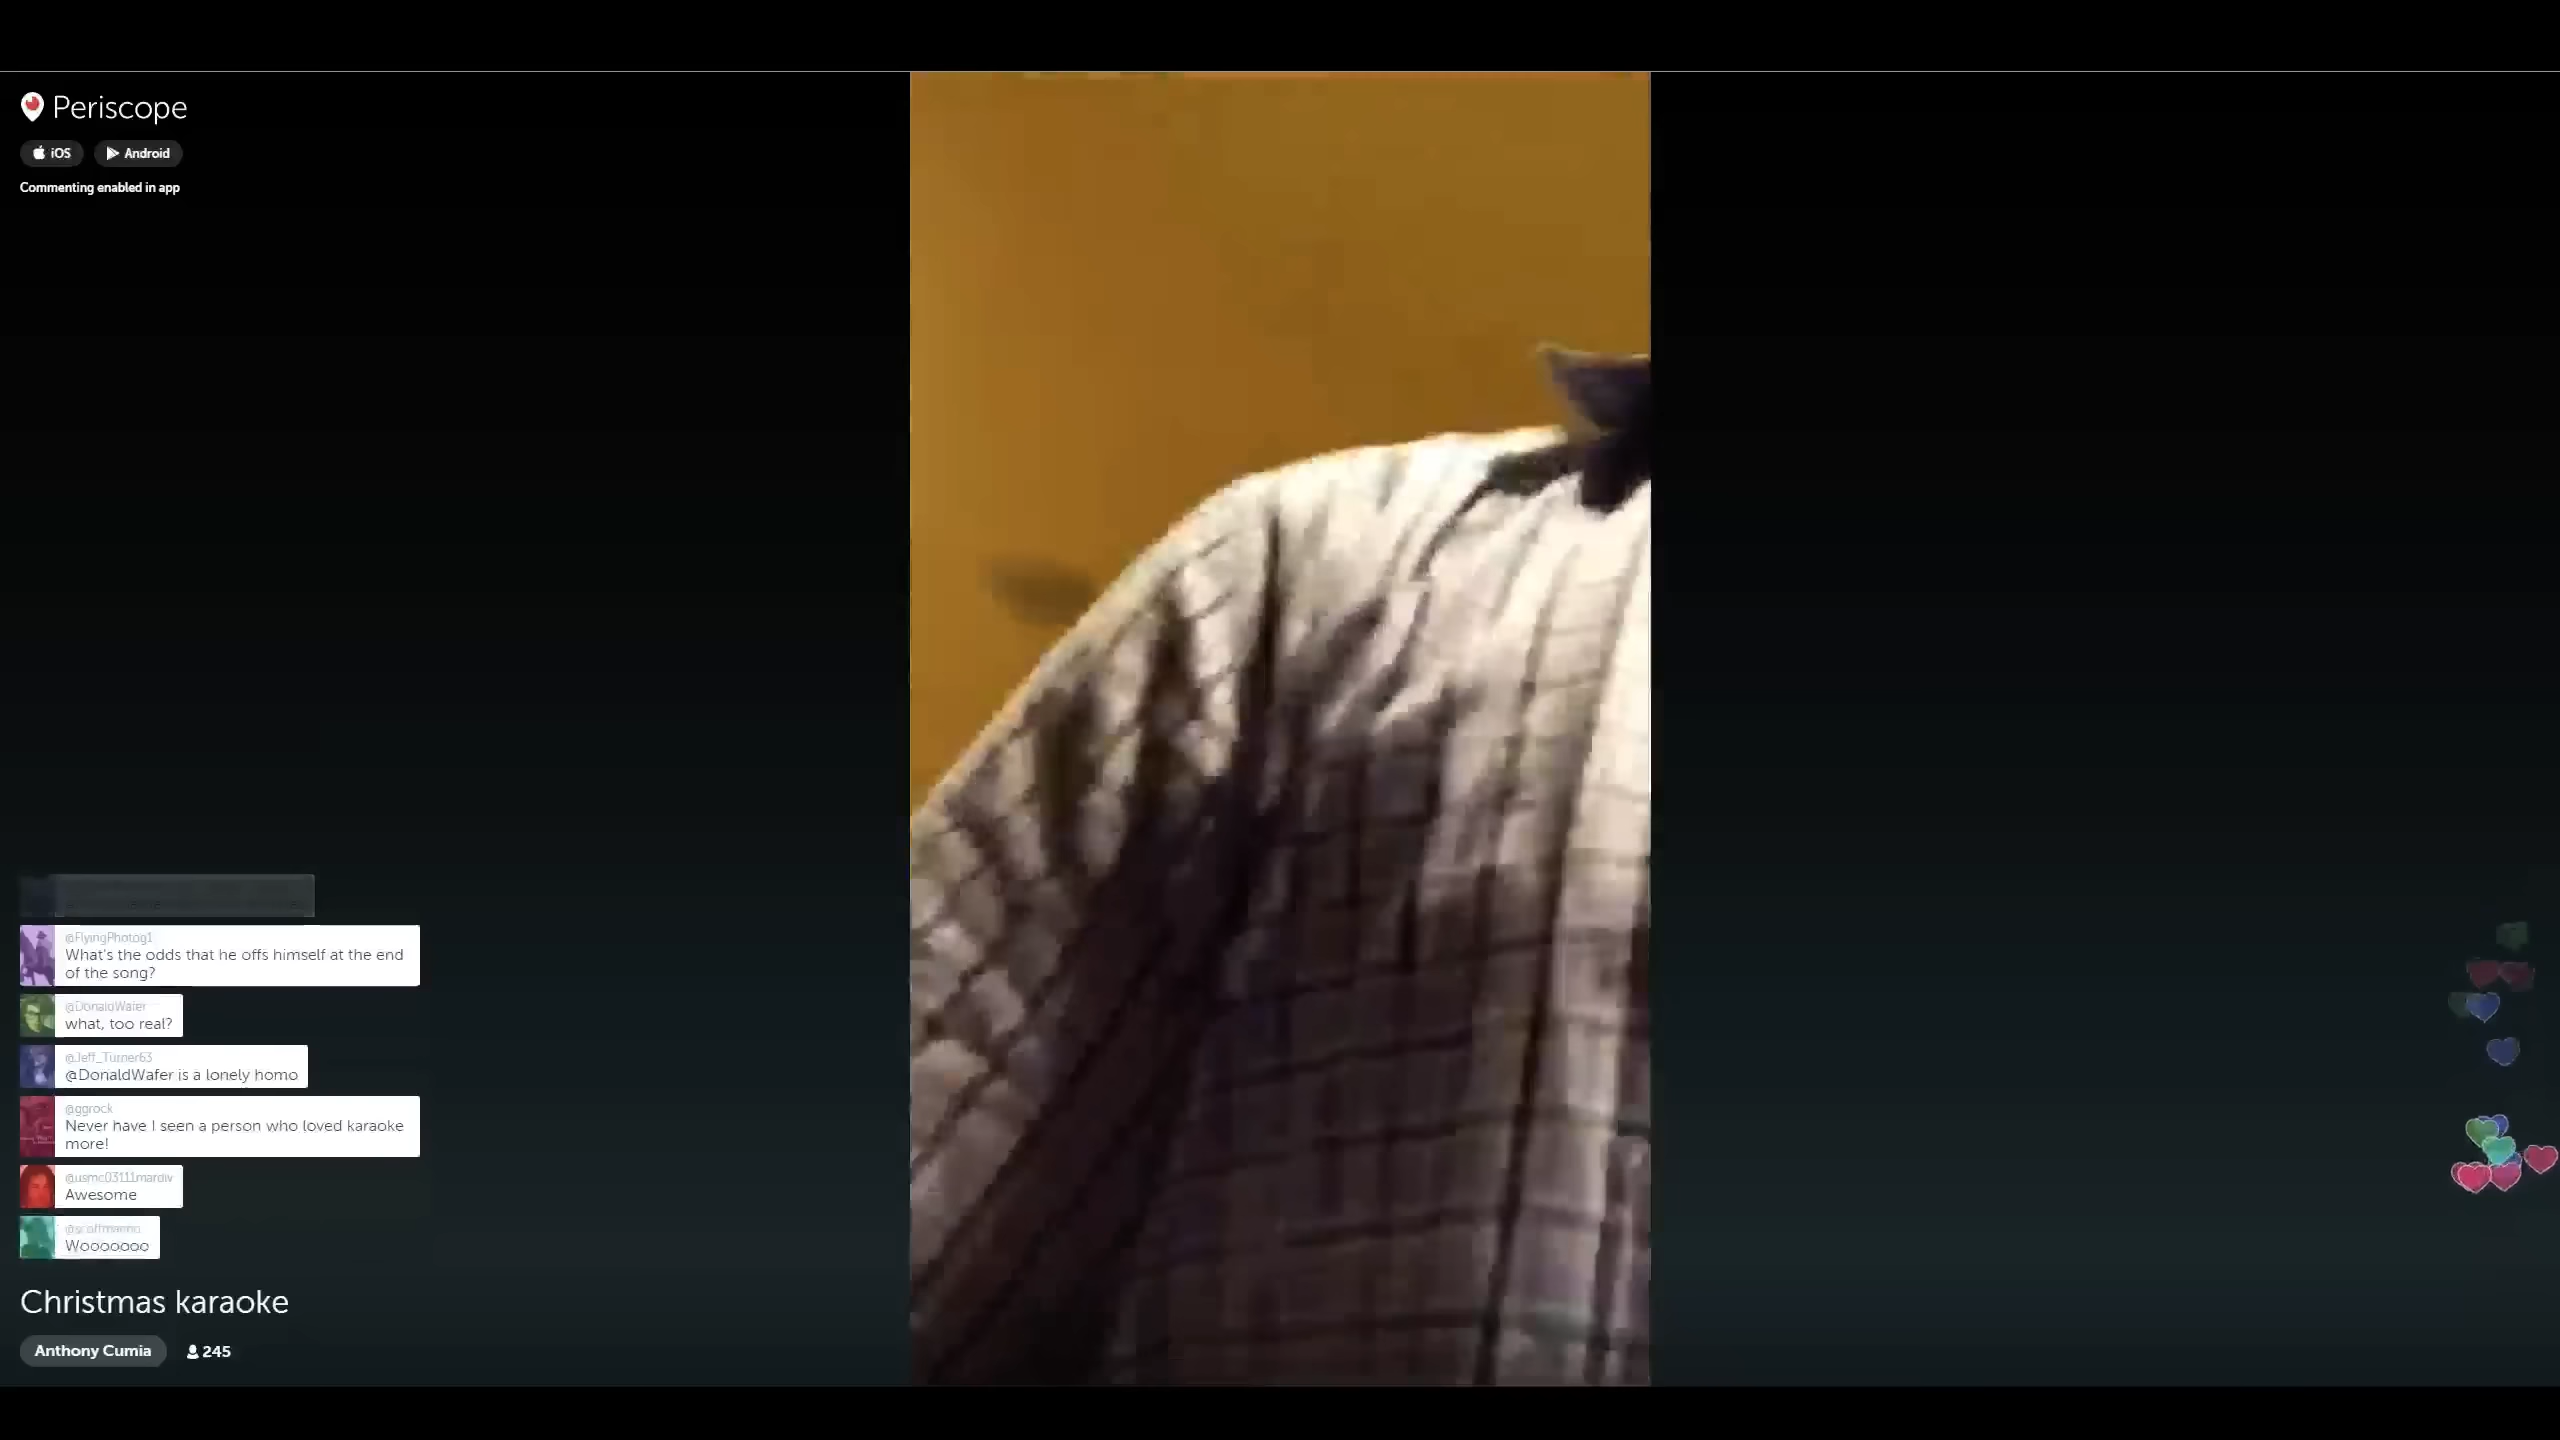 Periscope
iOS
Android
Commenting enabled in app
@FlyingPhotog1
What's the odds that he offs himself at the end
of the song?
@DonaldWafer
what, too real?
@Jeff_Turner63
@DonaldWafer is a lonely homo
@ggrock
Never have I seen a person who loved karaoke
more!
@usmc03111mardiv
Awesome
Wooooooo
Christmas karaoke
Anthony Cumia
245